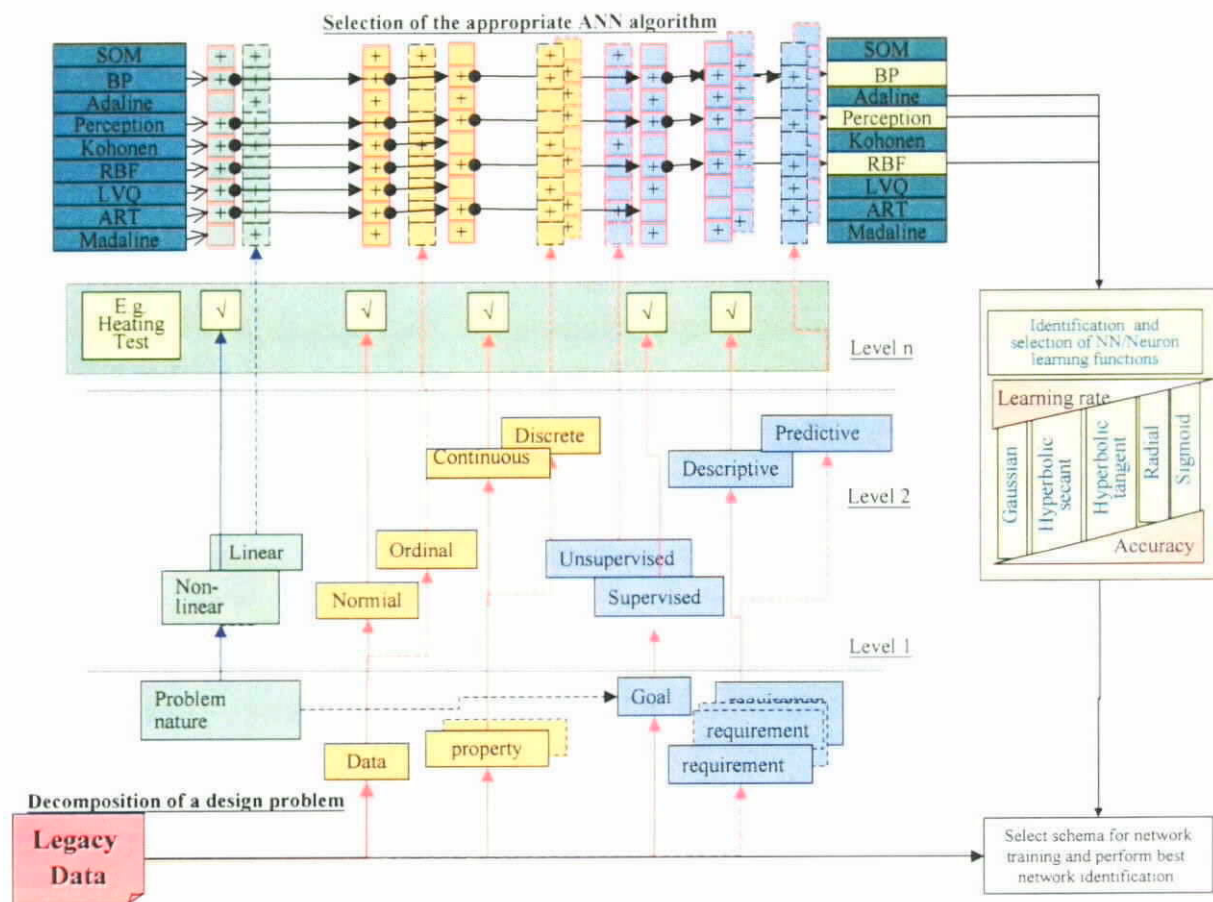 Selection of the appropriate ANN algorithm
SOM
BP
Adaline
Perception
Kohonen
RBF
LVQ
ART
Madaline
SOM
BP
Adaline
Perception
Kohonen
RBF
LVQ
ART
Madaline
E g.
Heating
Test
√
√
√
√
√
Level n
Identification and
selection of NN/Neuron
learning functions
Learning rate
Gaussian
Hyperbolic
secant
Hyperbolic
tangent
Radial
Sigmoid
Accuracy
Discrete
Continuous
Predictive
Descriptive
Level 2
Linear
Non-
linear
Ordinal
Normial
Unsupervised
Supervised
Level 1
Problem
nature
Goal
requirement
requirement
Data
property
Decomposition of a design problem
Legacy
Data
Select schema for network
training and perform best
network identification